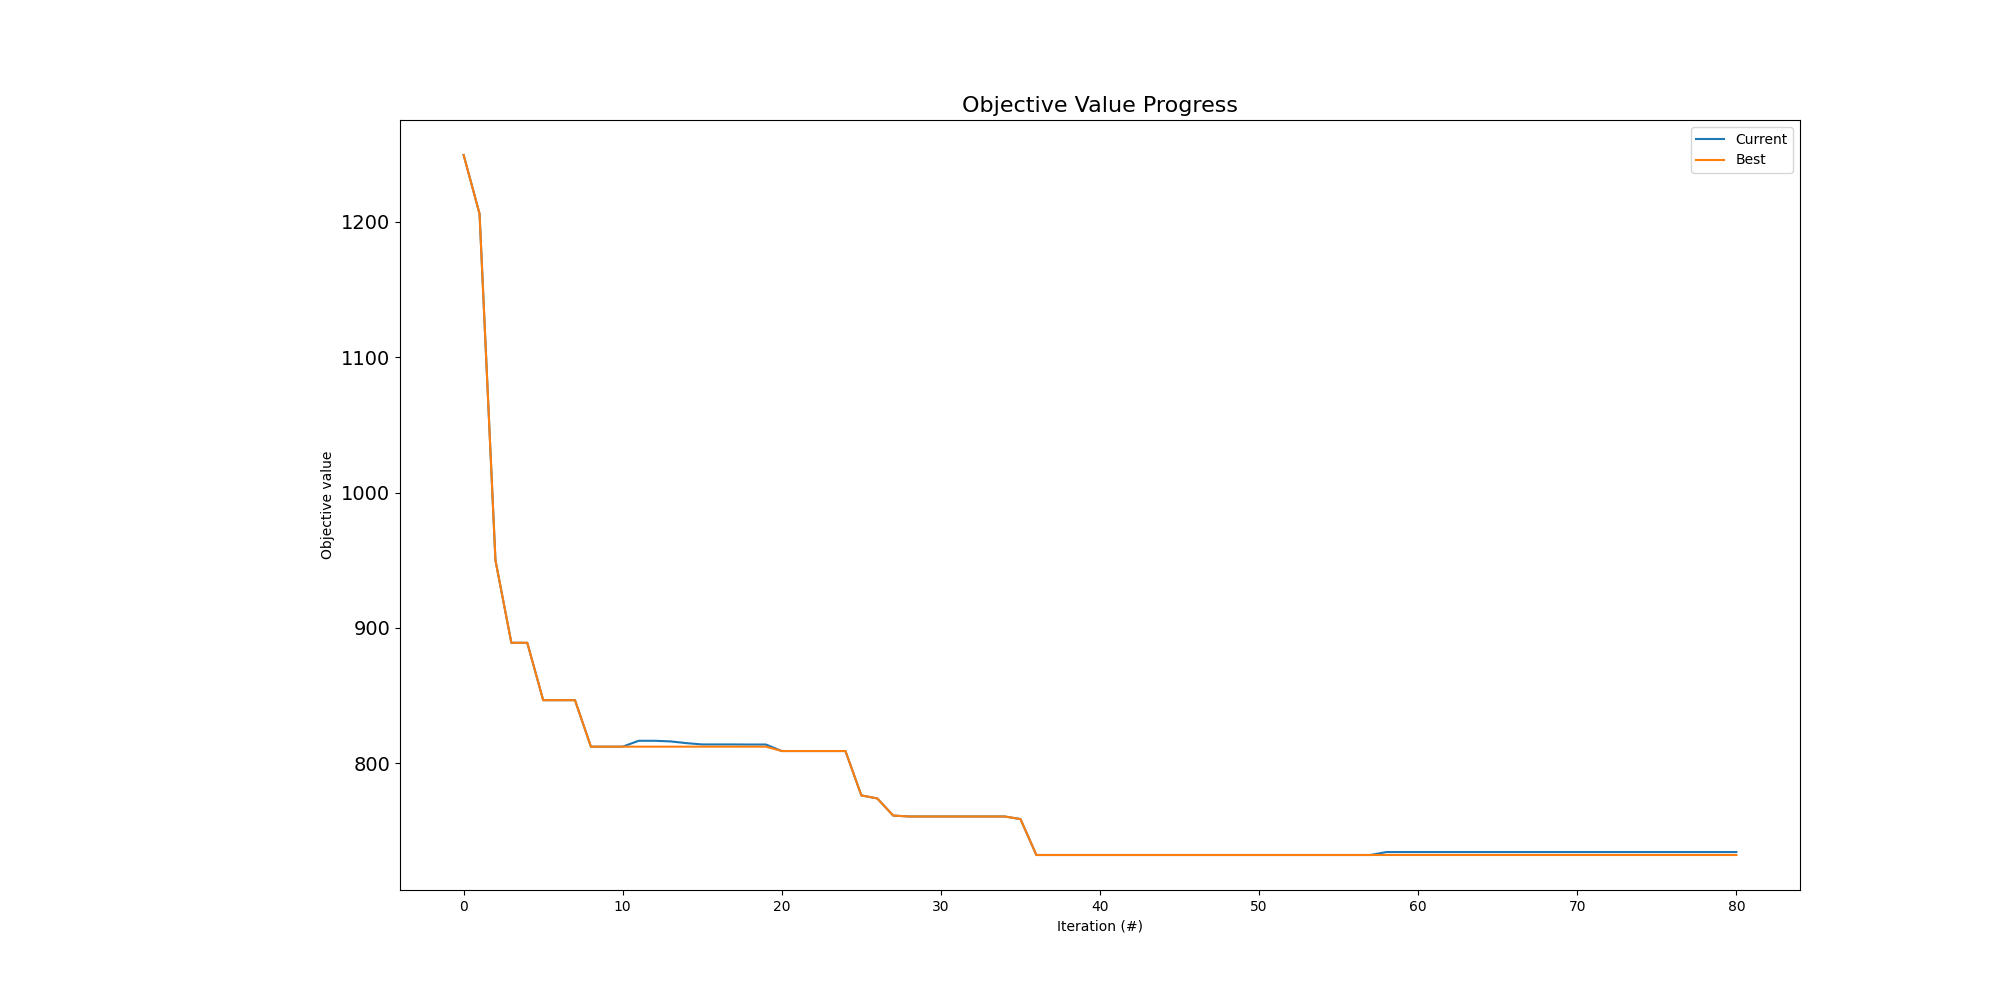 Objective Value Progress
Current
Best
1200
1100
1000
900
800
Objective value
0 10 20 30 40 50 60 70 80
Iteration (#)